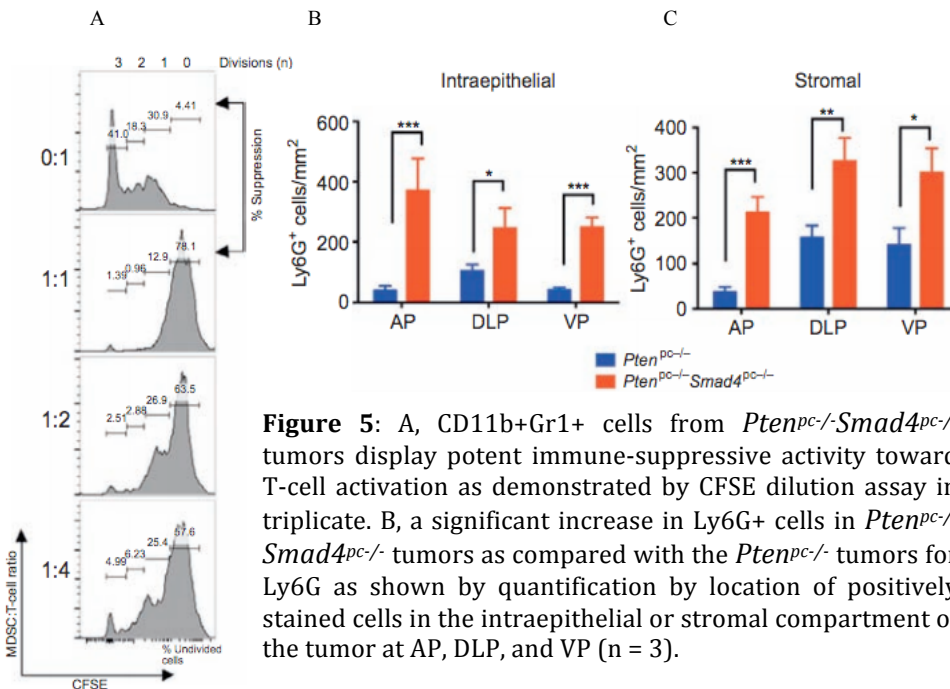 A
B
C
3 2 1 0 Divisions (n)
4.41
30.9
18.3
41.0
0:1
% Suppression
78.1
12.9
0.96
1.39
1:1
63.5
26.9
2.88
2.51
1:2
57.6
25.4
6.23
4.99
1:4
MDSC:T-cell ratio
% Undivided
cells
CFSE
Intraepithelial
Ly6G+ cells/mm2
600
400
200
0
***
*
***
AP DLP VP
Stromal
Ly6G+ cells/mm2
400
300
200
100
0
***
**
*
AP DLP VP
Pten pc–/–
Pten pc–/– Smad4 pc–/–
Figure 5: A, CD11b+Gr1+ cells from Ptenpc-/-Smad4pc-/
tumors display potent immune-suppressive activity toward
T-cell activation as demonstrated by CFSE dilution assay in
triplicate. B, a significant increase in Ly6G+ cells in Ptenpc-/
Smad4pc-/- tumors as compared with the Ptenpc-/- tumors for
Ly6G as shown by quantification by location of positively
stained cells in the intraepithelial or stromal compartment o
the tumor at AP, DLP, and VP (n = 3).